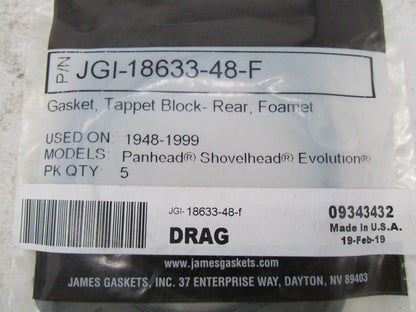 P/N JGI-18633-48-F
Gasket, Tappet Block- Rear, Foamet
USED ON: 1948-1999
MODELS: Panhead® Shovelhead® Evolution®
PK QTY: 5
JGI-18633-48-f
09343432
DRAG
Made in U.S.A.
19-Feb-19
www.jamesgaskets.com
JAMES GASKETS, INC. 37 ENTERPRISE WAY, DAYTON, NV 89403